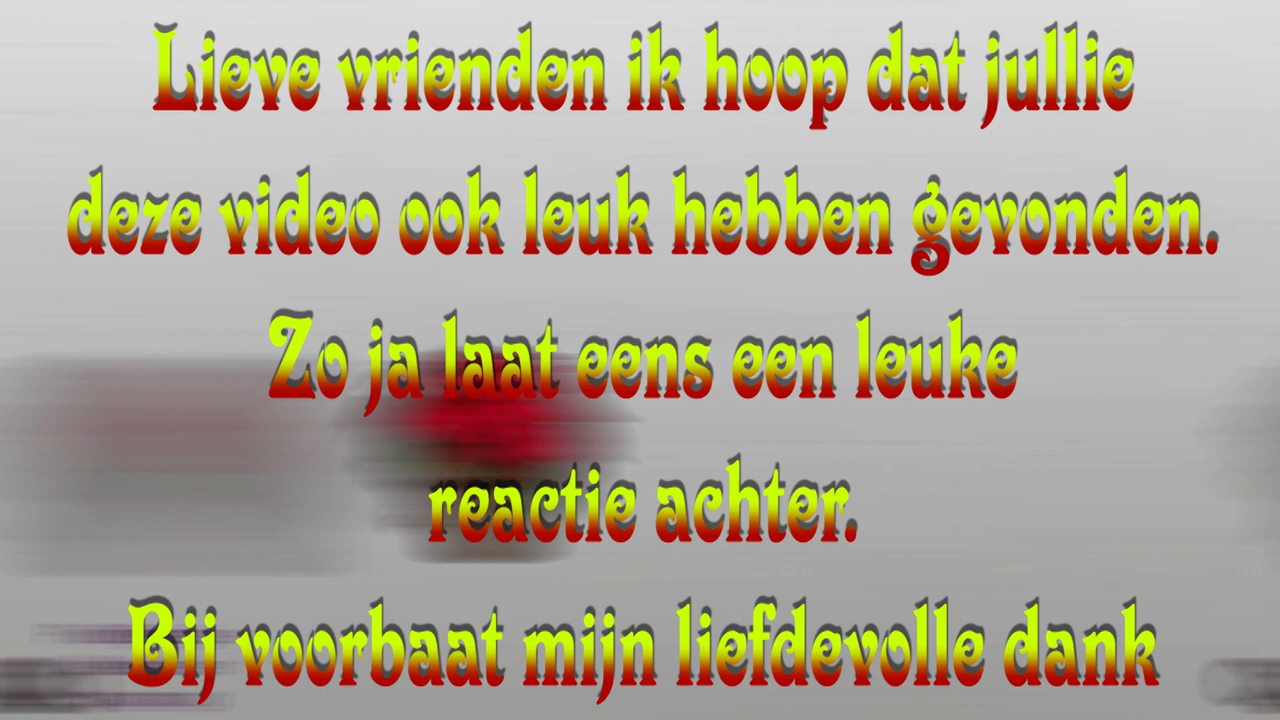 Lieve vrienden ik hoop dat jullie
deze video ook leuk hebben gevonden.
Zo ja laat eens een leuke
reactie achter.
Bij voorbaat mijn liefdevolle dank